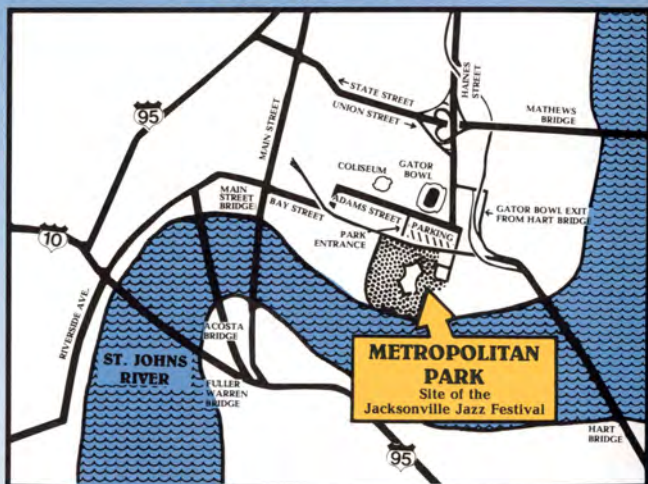 95
STATE STREET
UNION STREET
HAINES
STREET
MATHEWS
BRIDGE
MAIN STREET
COLISEUM
GATOR
BOWL
10
MAIN
STREET
BRIDGE
BAY STREET
ADAMS STREET
PARKING
PARK
ENTRANCE
GATOR BOWL EXIT
FROM HART BRIDGE
RIVERSIDE AVE.
ST. JOHNS
RIVER
ACOSTA
BRIDGE
FULLER
WARREN
BRIDGE
METROPOLITAN
PARK
Site of the
Jacksonville Jazz Festival
HART
BRIDGE
95